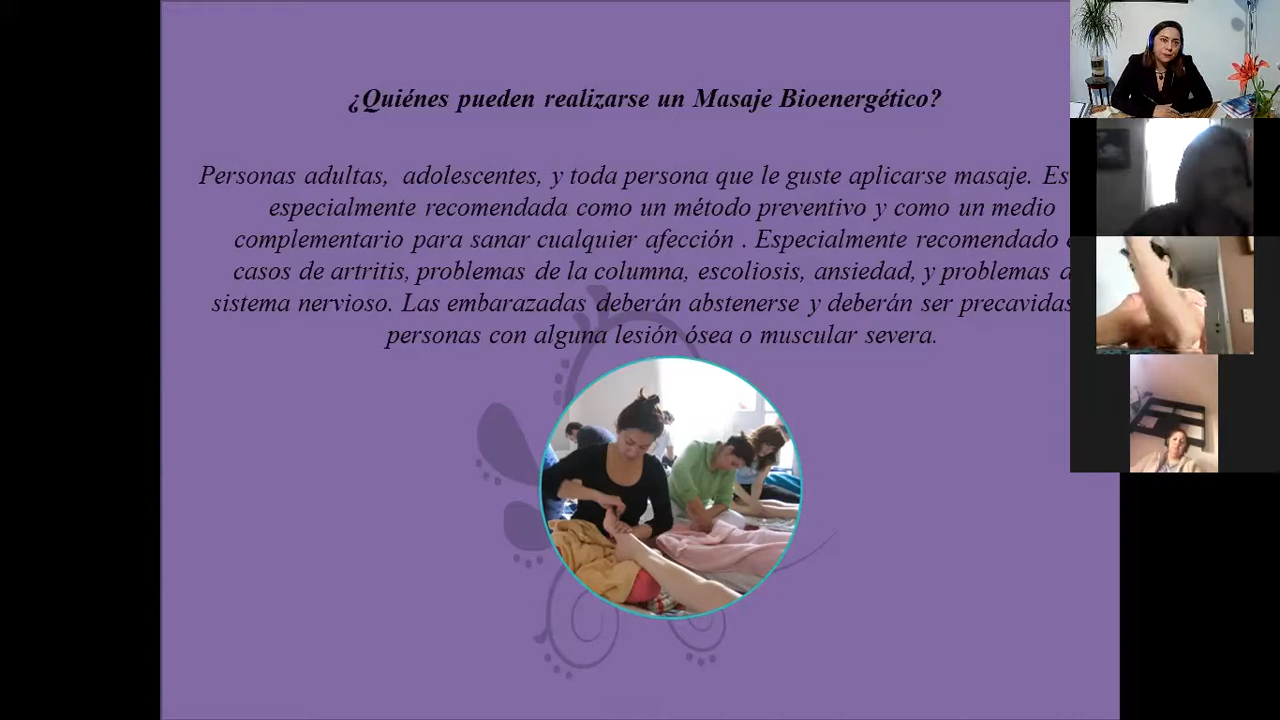 ¿Quiénes pueden realizarse un Masaje Bioenergético?
Personas adultas, adolescentes, y toda persona que le guste aplicarse masaje. Es
especialmente recomendada como un método preventivo y como un medio
complementario para sanar cualquier afección . Especialmente recomendado
casos de artritis, problemas de la columna, escoliosis, ansiedad, y problemas
sistema nervioso. Las embarazadas deberán abstenerse y deberán ser precavidas
personas con alguna lesión ósea o muscular severa.